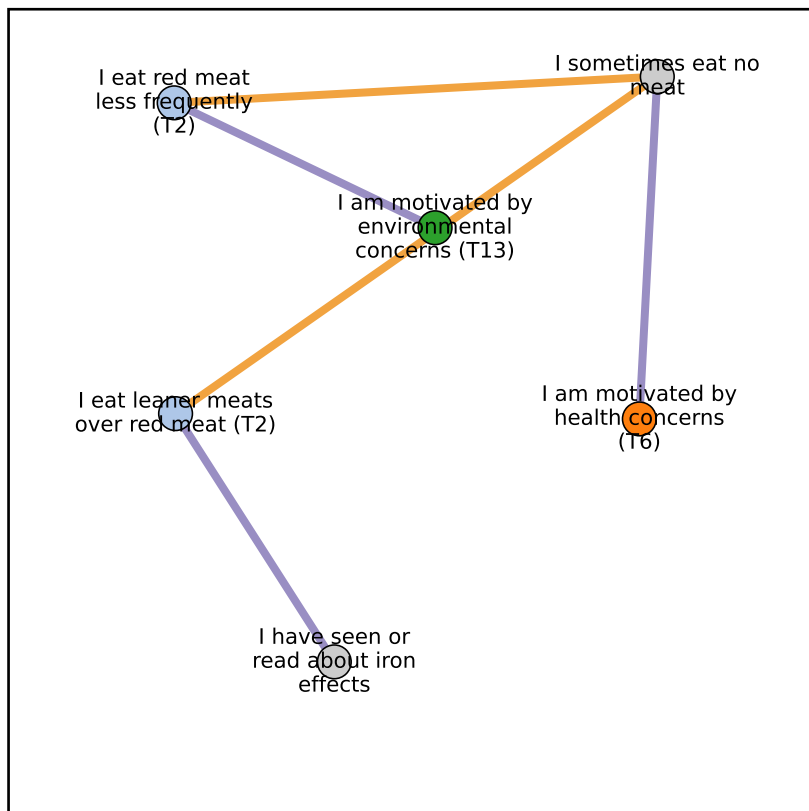 I eat red meat
less frequently
(T2)
I sometimes eat no
meat
I am motivated by
environmental
concerns (T13)
I eat leaner meats
over red meat (T2)
I am motivated by
health concerns
(T6)
I have seen or
read about iron
effects